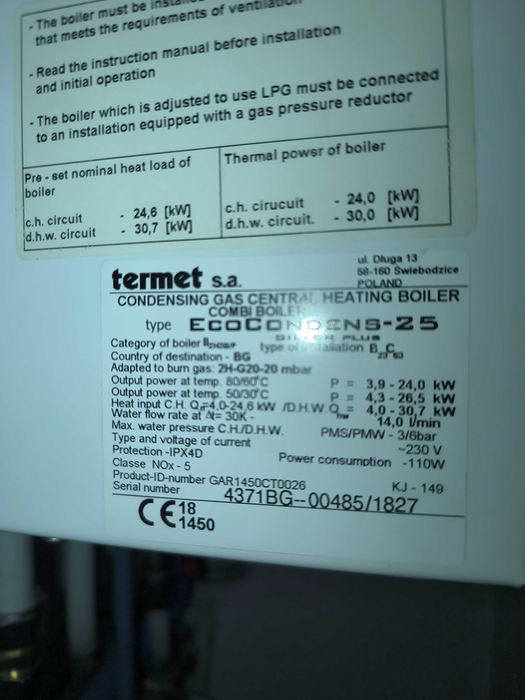 - The boiler must be
that meets the requirements of ventilation
- Read the instruction manual before installation
and initial operation
- The boiler which is adjusted to use LPG must be connected
to an installation equipped with a gas pressure reductor
Pre - set nominal heat load of
boiler
c.h. circuit - 24,6 [kW]
d.h.w. circuit - 30,7 [kW]
Thermal power of boiler
c.h. cirucuit - 24,0 [kW]
d.h.w. circuit. - 30,0 [kW]
termet s.a.
ul. Długa 13
58-160 Świebodzice
POLAND
CONDENSING GAS CENTRAL HEATING BOILER
COMBI BOILER
type ECOCONDENS-25
SILVER PLUS
Category of boiler type of installation B23 C63
Country of destination - BG
Adapted to burn gas: 2H-G20-20 mbar
Output power at temp. 80/60°C P = 3,9 - 24,0 kW
Output power at temp. 50/30°C P = 4,3 - 26,5 kW
Heat input C.H. Qn=4,0-24,6 kW /D.H.W.Qnw = 4,0 - 30,7 kW
Water flow rate at Δt= 30K - 14,0 l/min
Max. water pressure C.H./D.H.W. PMS/PMW - 3/6bar
Type and voltage of current ~230 V
Protection -IPX4D Power consumption -110W
Classe NOx - 5
Product-ID-number GAR1450CT0026 KJ - 149
Serial number 4371BG--00485/1827
CE 18
1450